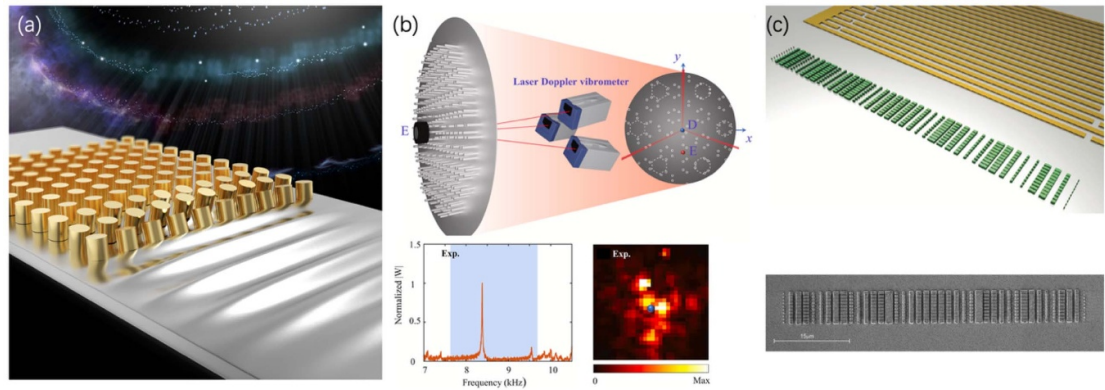 (a)
(b)
Laser Doppler vibrometer
y
E
D
x
E
1.5
Exp.
1
0.5
0
7
8
9
10
Normalized |W|
Frequency (kHz)
Exp.
0
Max
(c)
15μm